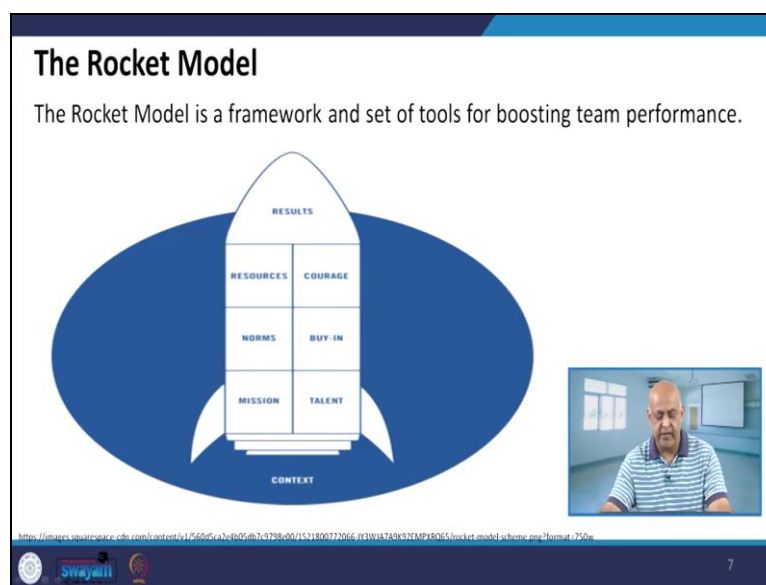 The Rocket Model
The Rocket Model is a framework and set of tools for boosting team performance.
RESULTS
RESOURCES COURAGE
NORMS BUY-IN
MISSION TALENT
CONTEXT
swayam
7